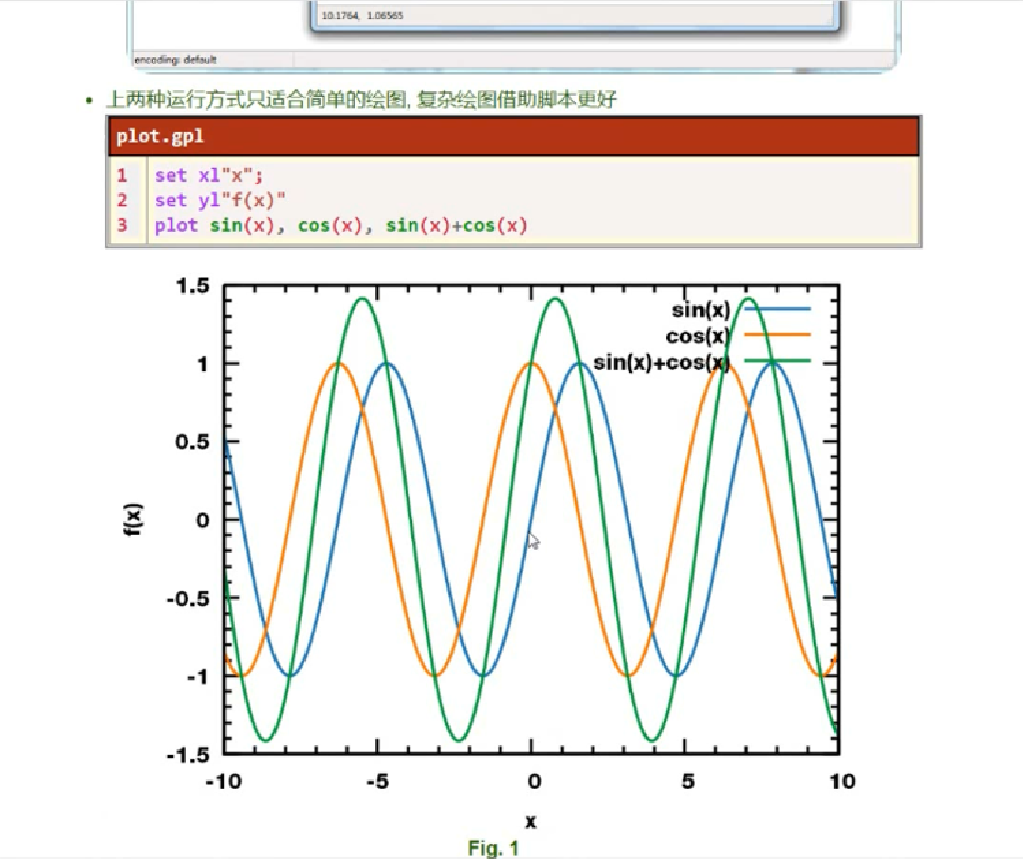 10.1764, 1.06565
encoding: default
• 上两种运行方式只适合简单的绘图, 复杂绘图借助脚本更好
plot.gpl
1 set xl"x";
2 set yl"f(x)"
3 plot sin(x), cos(x), sin(x)+cos(x)
1.5
sin(x)
cos(x)
1
sin(x)+cos(x)
0.5
f(x)
0
-0.5
-1
-1.5
-10 -5 0 5 10
x
Fig. 1